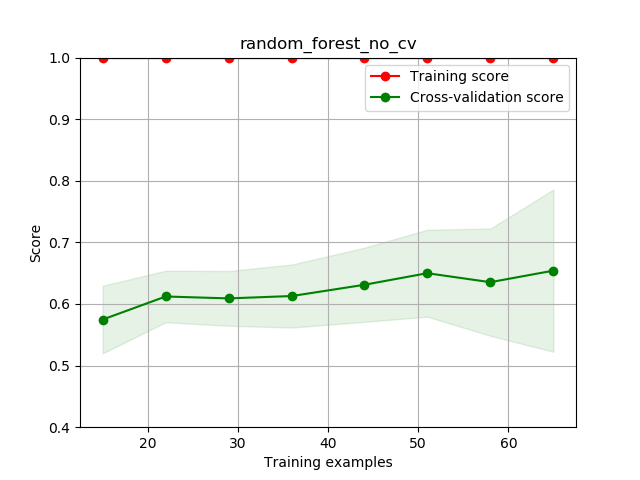 random_forest_no_cv
1.0
0.9
0.8
0.7
0.6
0.5
0.4
Score
Training score
Cross-validation score
20 30 40 50 60
Training examples